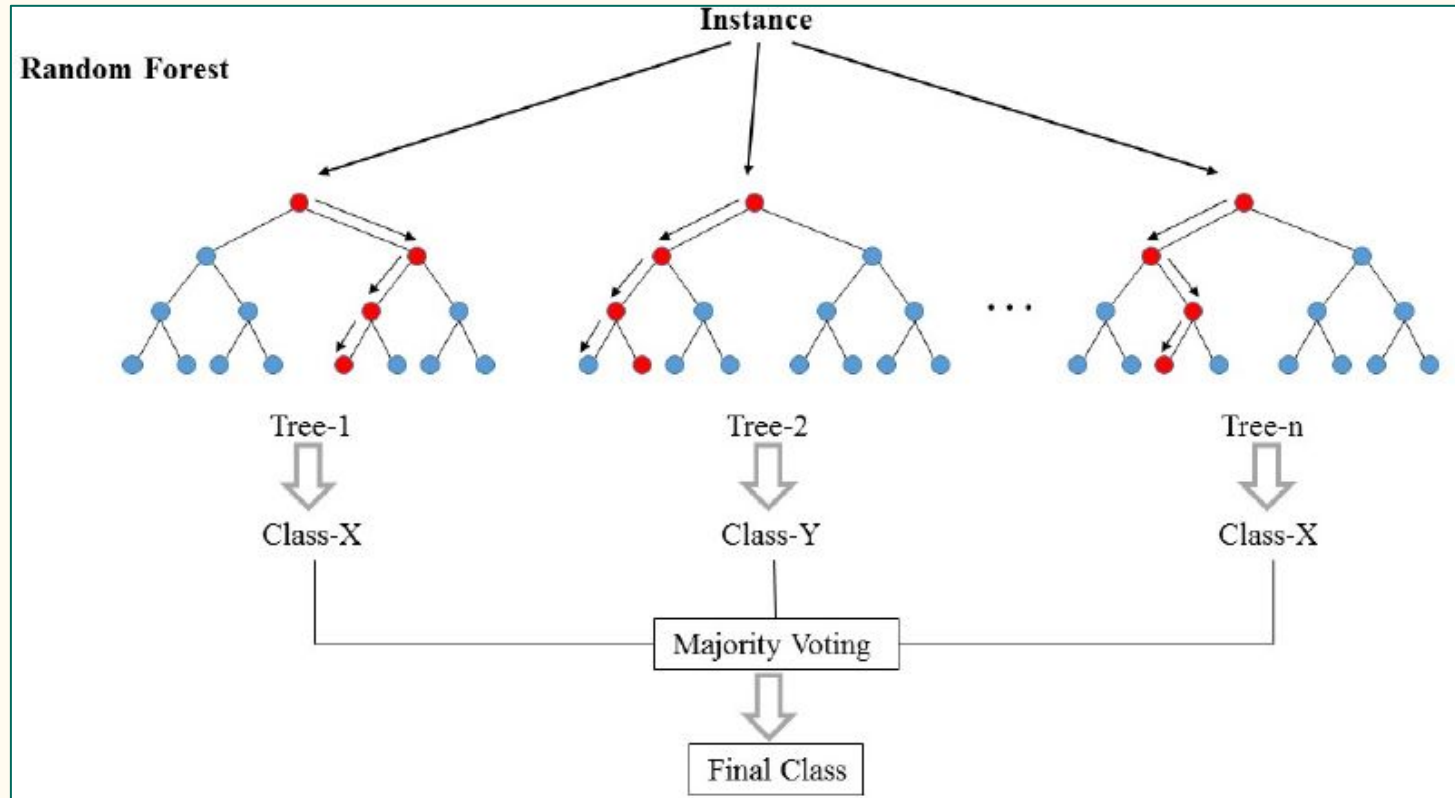 Instance
Random Forest
...
Tree-1
Tree-2
Tree-n
Class-X
Class-Y
Class-X
Majority Voting
Final Class